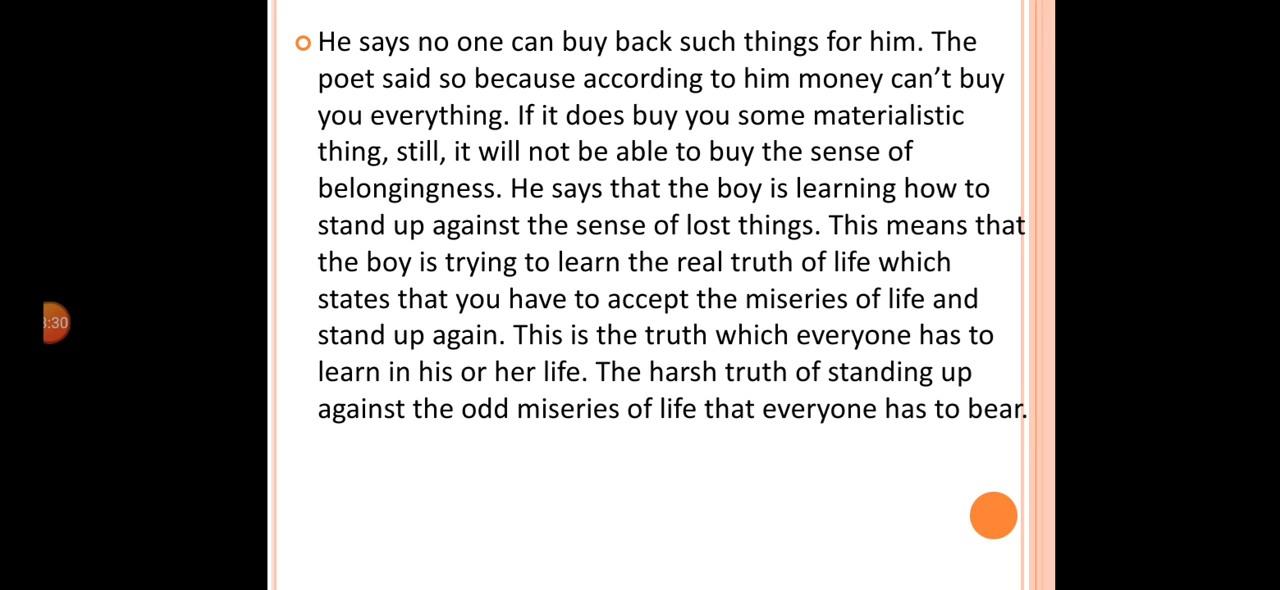 He says no one can buy back such things for him. The
poet said so because according to him money can’t buy
you everything. If it does buy you some materialistic
thing, still, it will not be able to buy the sense of
belongingness. He says that the boy is learning how to
stand up against the sense of lost things. This means that
the boy is trying to learn the real truth of life which
states that you have to accept the miseries of life and
stand up again. This is the truth which everyone has to
learn in his or her life. The harsh truth of standing up
against the odd miseries of life that everyone has to bear.
:30